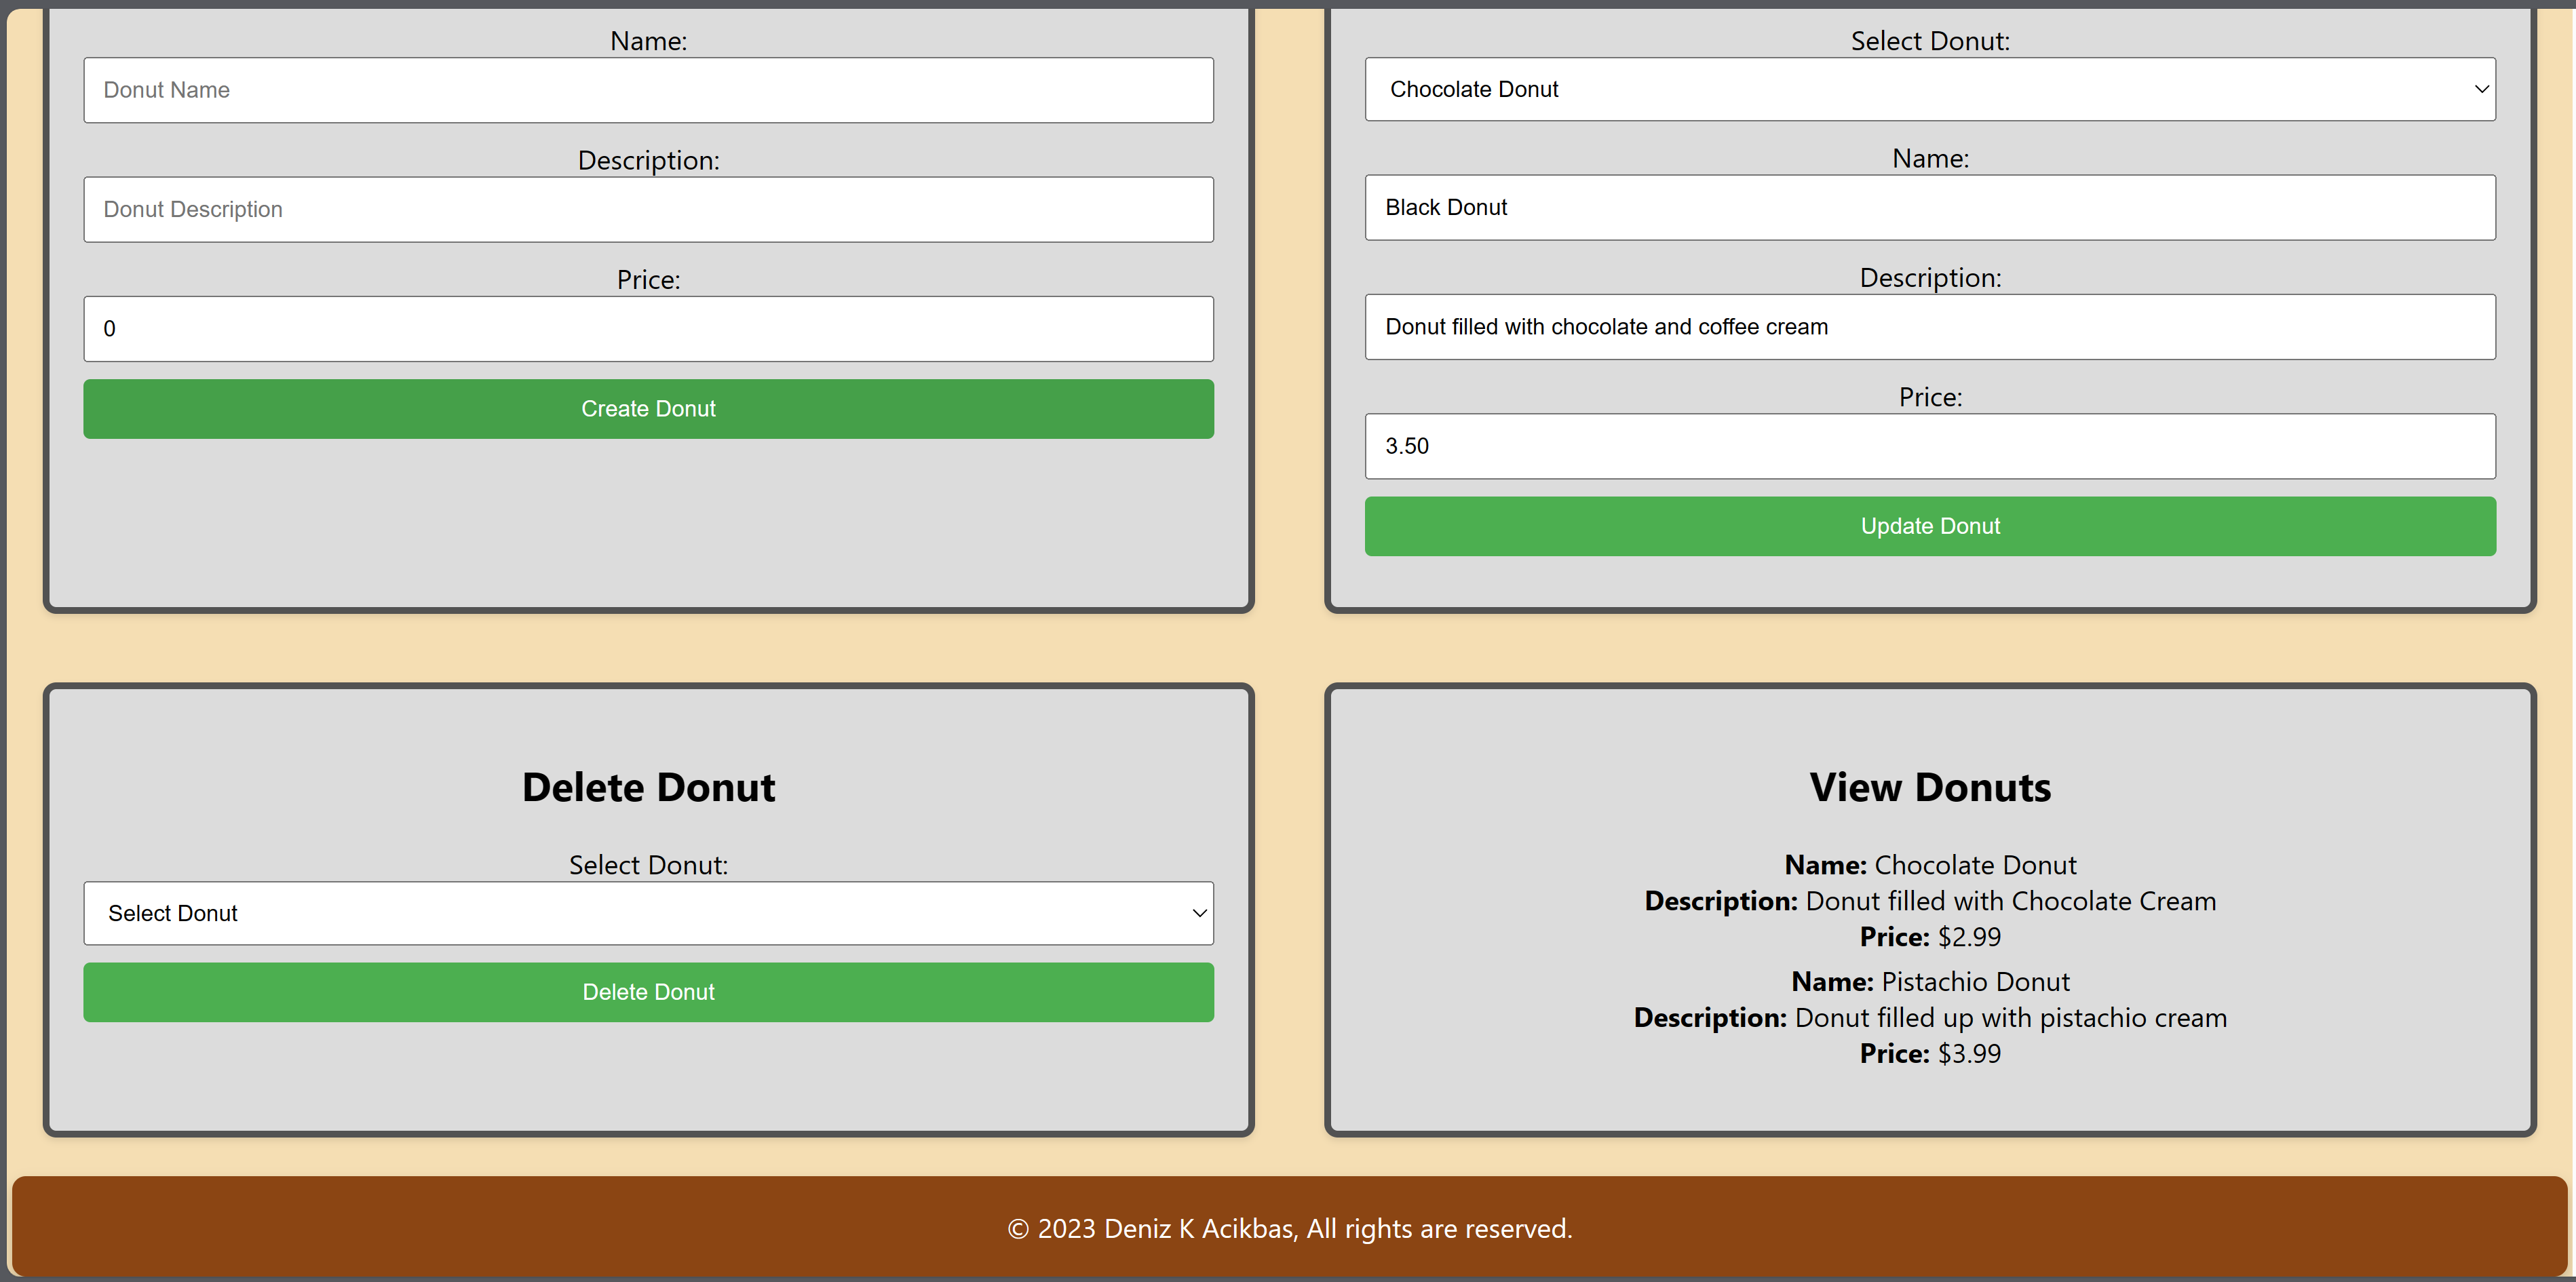 Name:
Donut Name
Description:
Donut Description
Price:
0
Create Donut
Select Donut:
Chocolate Donut
Name:
Black Donut
Description:
Donut filled with chocolate and coffee cream
Price:
3.50
Update Donut
Delete Donut
Select Donut:
Select Donut
Delete Donut
View Donuts
Name: Chocolate Donut
Description: Donut filled with Chocolate Cream
Price: $2.99
Name: Pistachio Donut
Description: Donut filled up with pistachio cream
Price: $3.99
© 2023 Deniz K Acikbas, All rights are reserved.